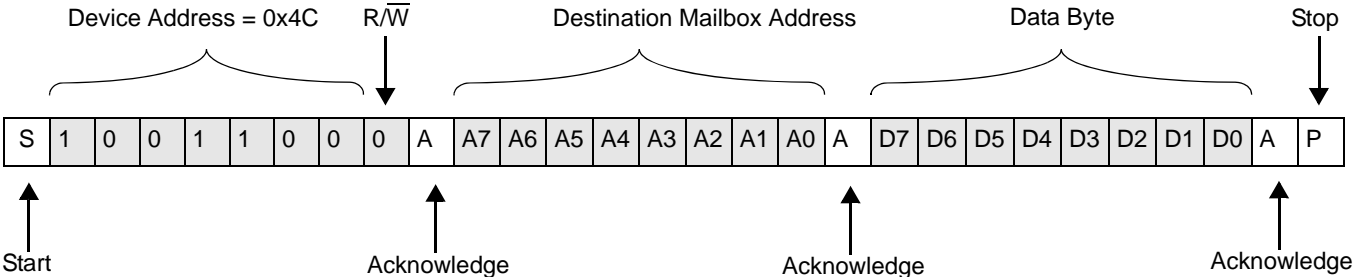 Device Address = 0x4C R/W̅ Destination Mailbox Address Data Byte Stop
S 1 0 0 1 1 0 0 0 A A7 A6 A5 A4 A3 A2 A1 A0 A D7 D6 D5 D4 D3 D2 D1 D0 A P
Start Acknowledge Acknowledge Acknowledge